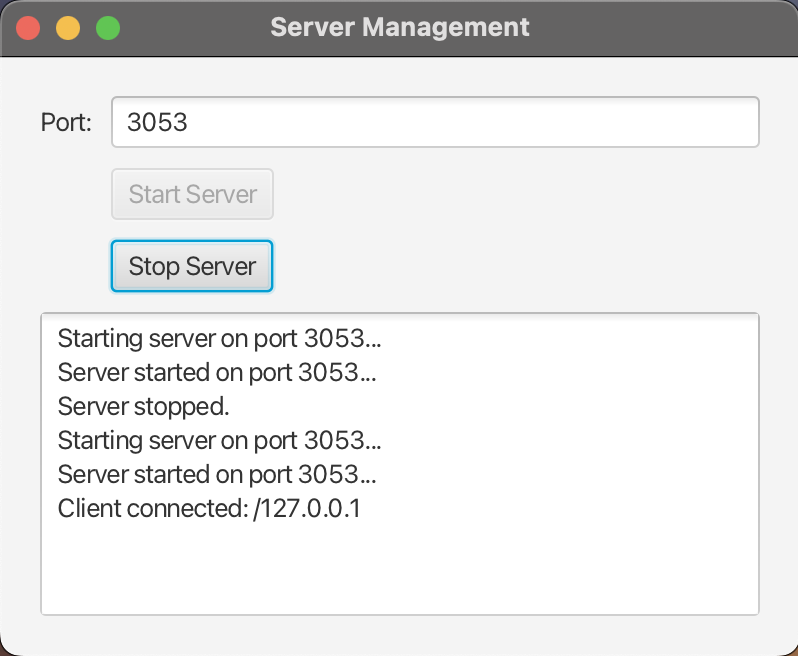 Server Management
Port: 3053
Start Server
Stop Server
Starting server on port 3053...
Server started on port 3053...
Server stopped.
Starting server on port 3053...
Server started on port 3053...
Client connected: /127.0.0.1